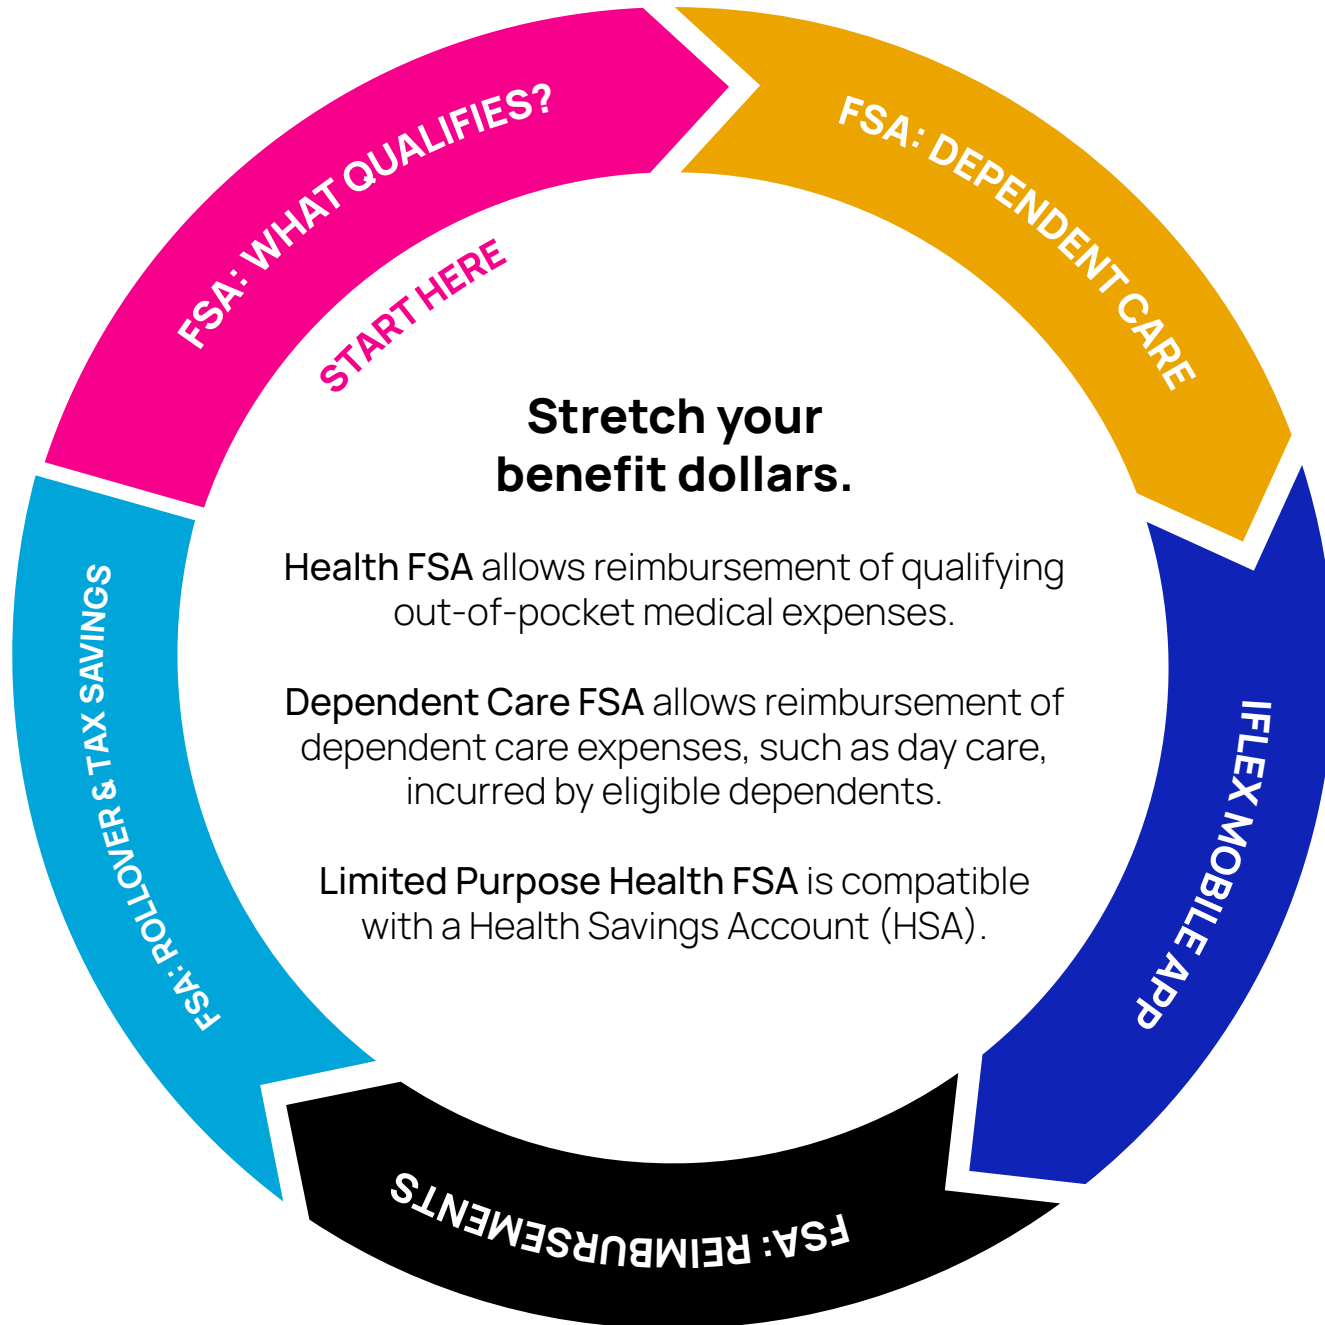 FSA: WHAT QUALIFIES?
START HERE
FSA: DEPENDENT CARE
IFLEX MOBILE APP
FSA: REIMBURSEMENTS
FSA: ROLLOVER & TAX SAVINGS
Stretch your
benefit dollars.
Health FSA allows reimbursement of qualifying
out-of-pocket medical expenses.
Dependent Care FSA allows reimbursement of
dependent care expenses, such as day care,
incurred by eligible dependents.
Limited Purpose Health FSA is compatible
with a Health Savings Account (HSA).